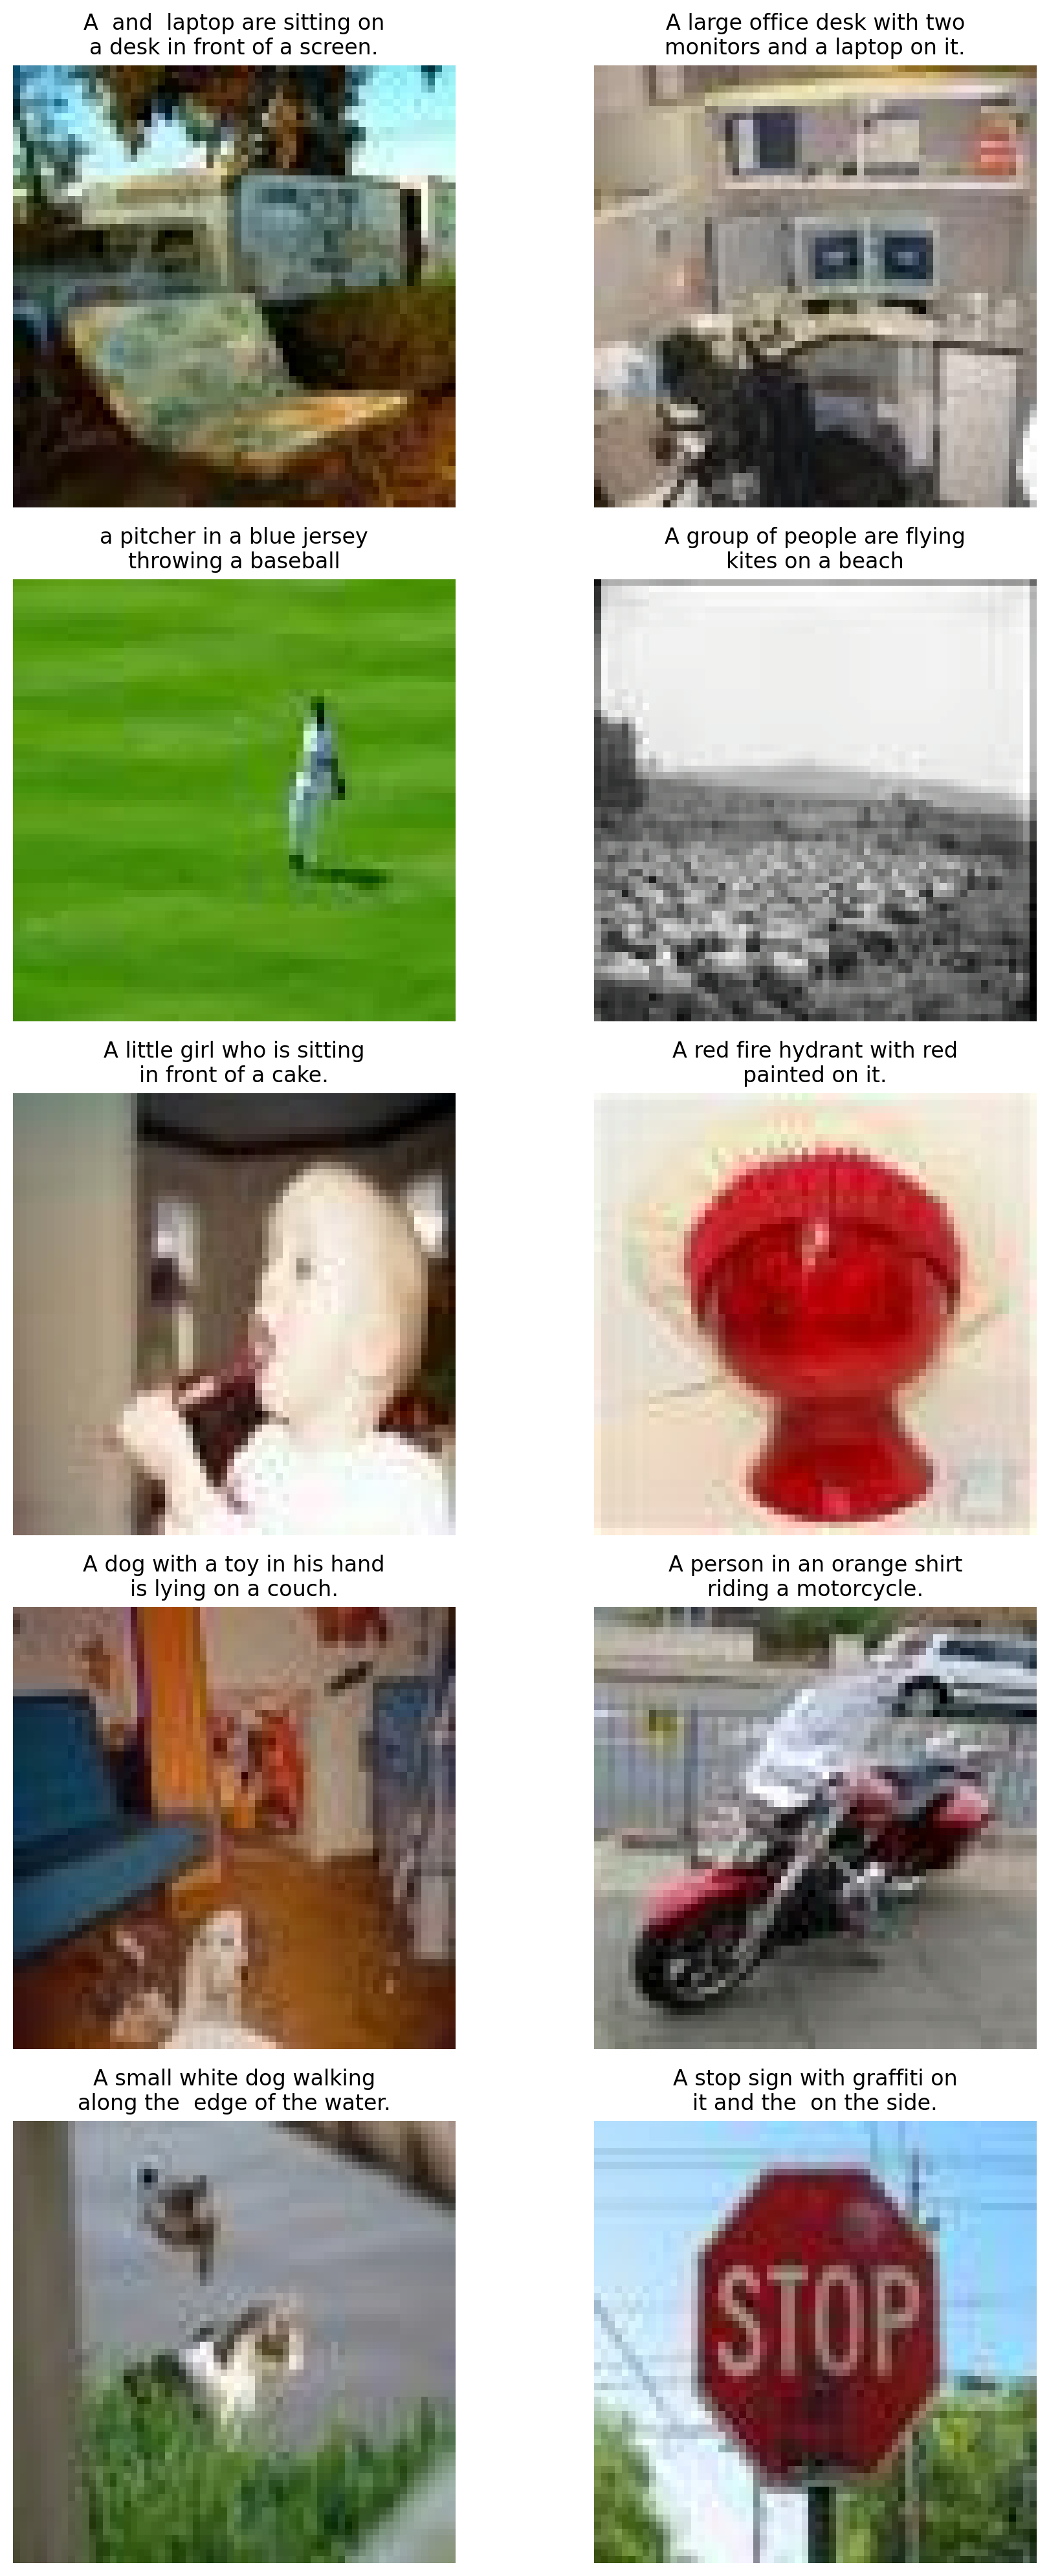 A  and  laptop are sitting on
a desk in front of a screen.
A large office desk with two
monitors and a laptop on it.
a pitcher in a blue jersey
throwing a baseball
A group of people are flying
kites on a beach
A little girl who is sitting
in front of a cake.
A red fire hydrant with red
painted on it.
A dog with a toy in his hand
is lying on a couch.
A person in an orange shirt
riding a motorcycle.
A small white dog walking
along the  edge of the water.
A stop sign with graffiti on
it and the  on the side.
STOP